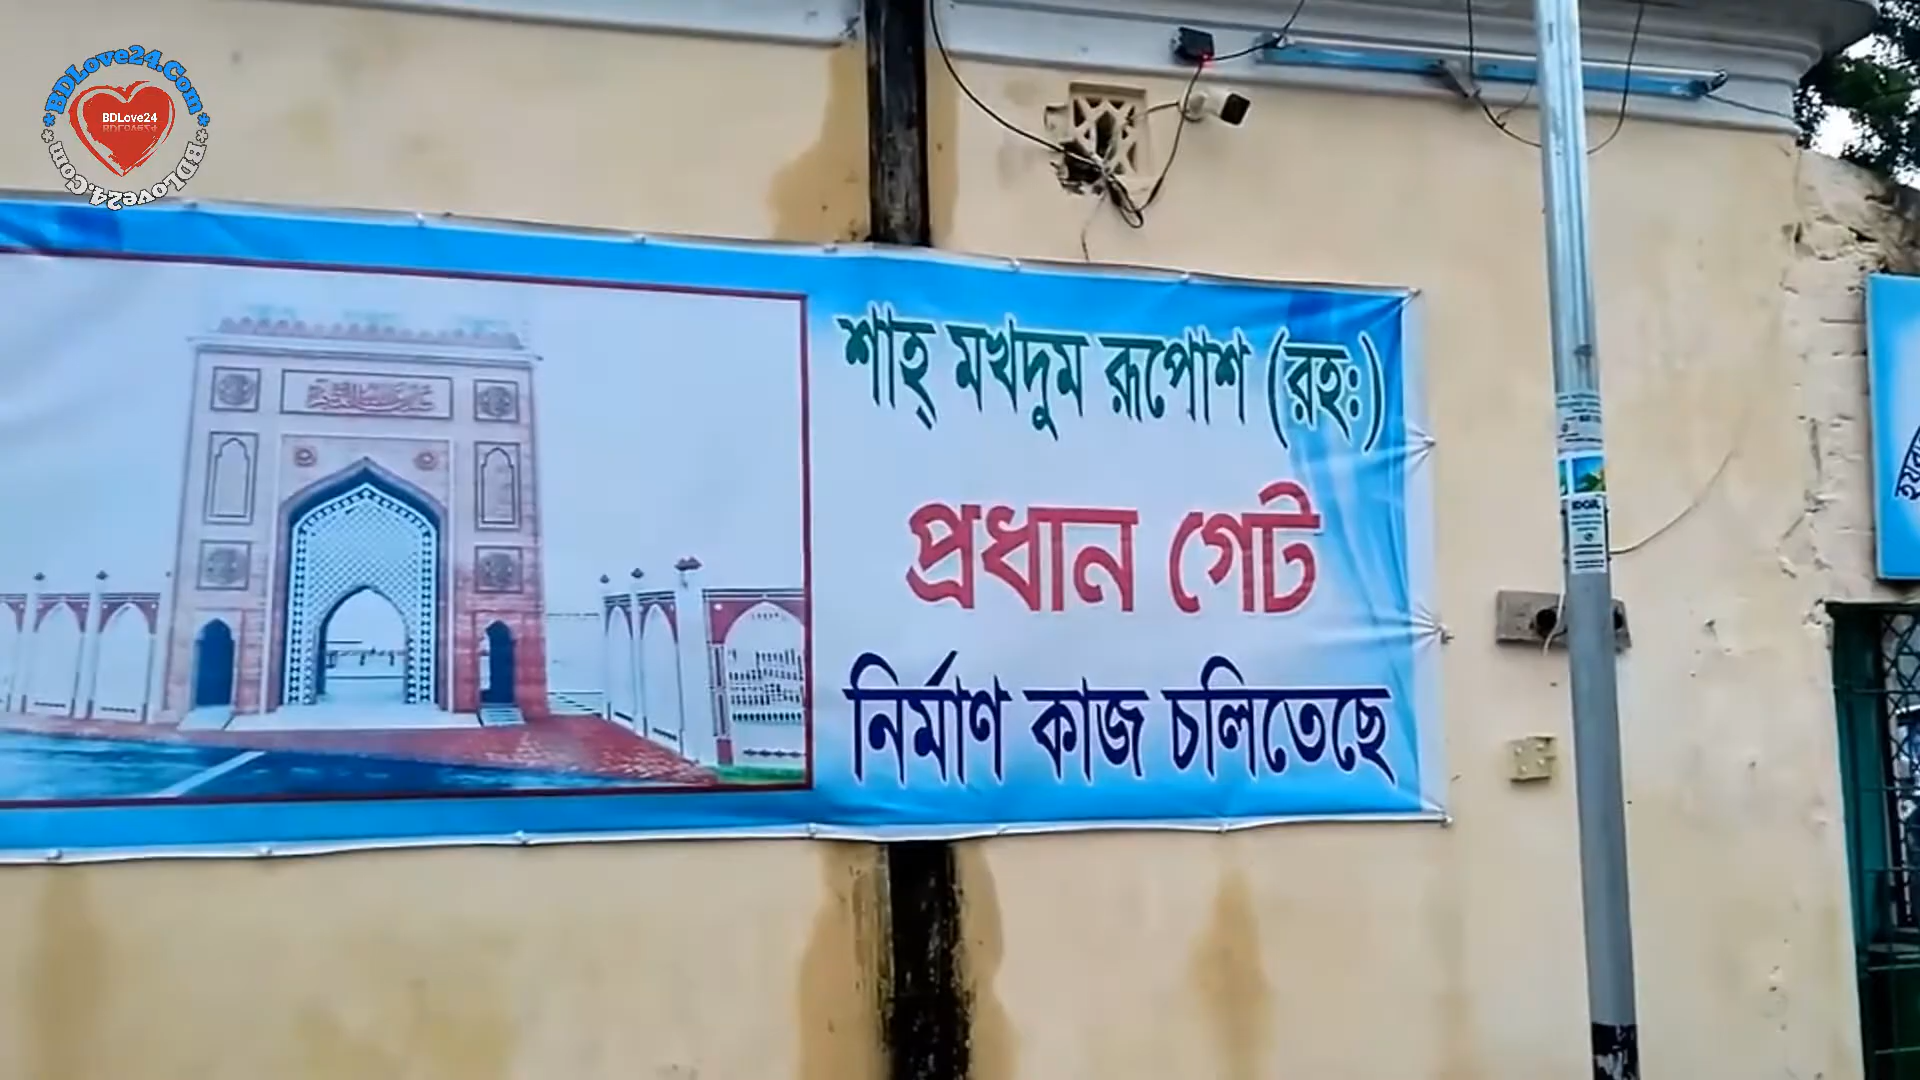 BDLove24.Com
BDLove24
BDLove24.Com
শাহ্ মখদুম রূপোশ (রহঃ)
প্রধান গেট
নির্মাণ কাজ চলিতেছে